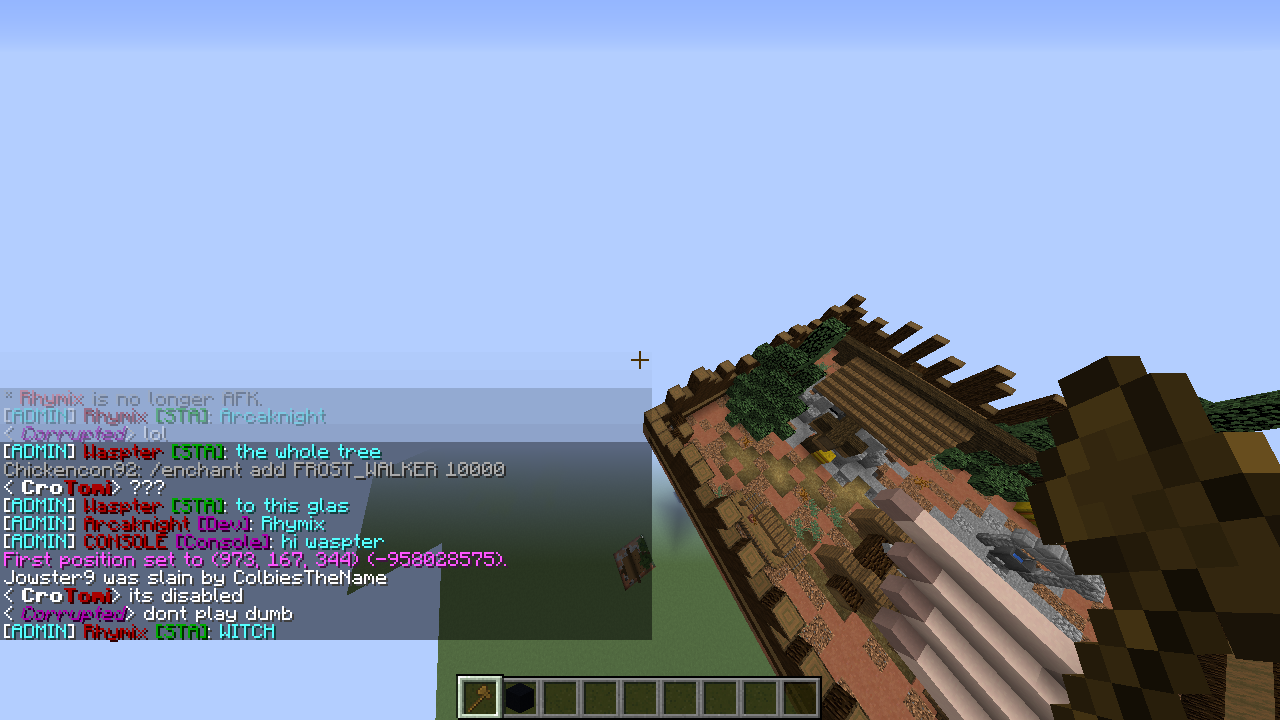 * Rhymix is no longer AFK.
[ADMIN] Rhymix [STA]: Arcaknight
< Corrupted> lol
[ADMIN] Waspter [STA]: the whole tree
Chickencon92: /enchant add FROST_WALKER 10000
< CroTomi> ???
[ADMIN] Waspter [STA]: to this glas
[ADMIN] Arcaknight [Dev]: Rhymix
[ADMIN] CONSOLE [Console]: hi waspter
First position set to (973, 167, 344) (-958028575).
Jowster9 was slain by ColbiesTheName
< CroTomi> its disabled
< Corrupted> dont play dumb
[ADMIN] Rhymix [STA]: WITCH